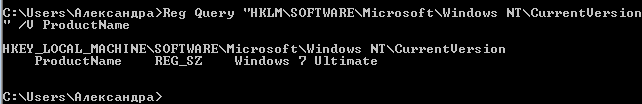 C:\Users\Александра>Reg Query "HKLM\SOFTWARE\Microsoft\Windows NT\CurrentVersion
" /V ProductName
HKEY_LOCAL_MACHINE\SOFTWARE\Microsoft\Windows NT\CurrentVersion
    ProductName    REG_SZ    Windows 7 Ultimate
C:\Users\Александра>